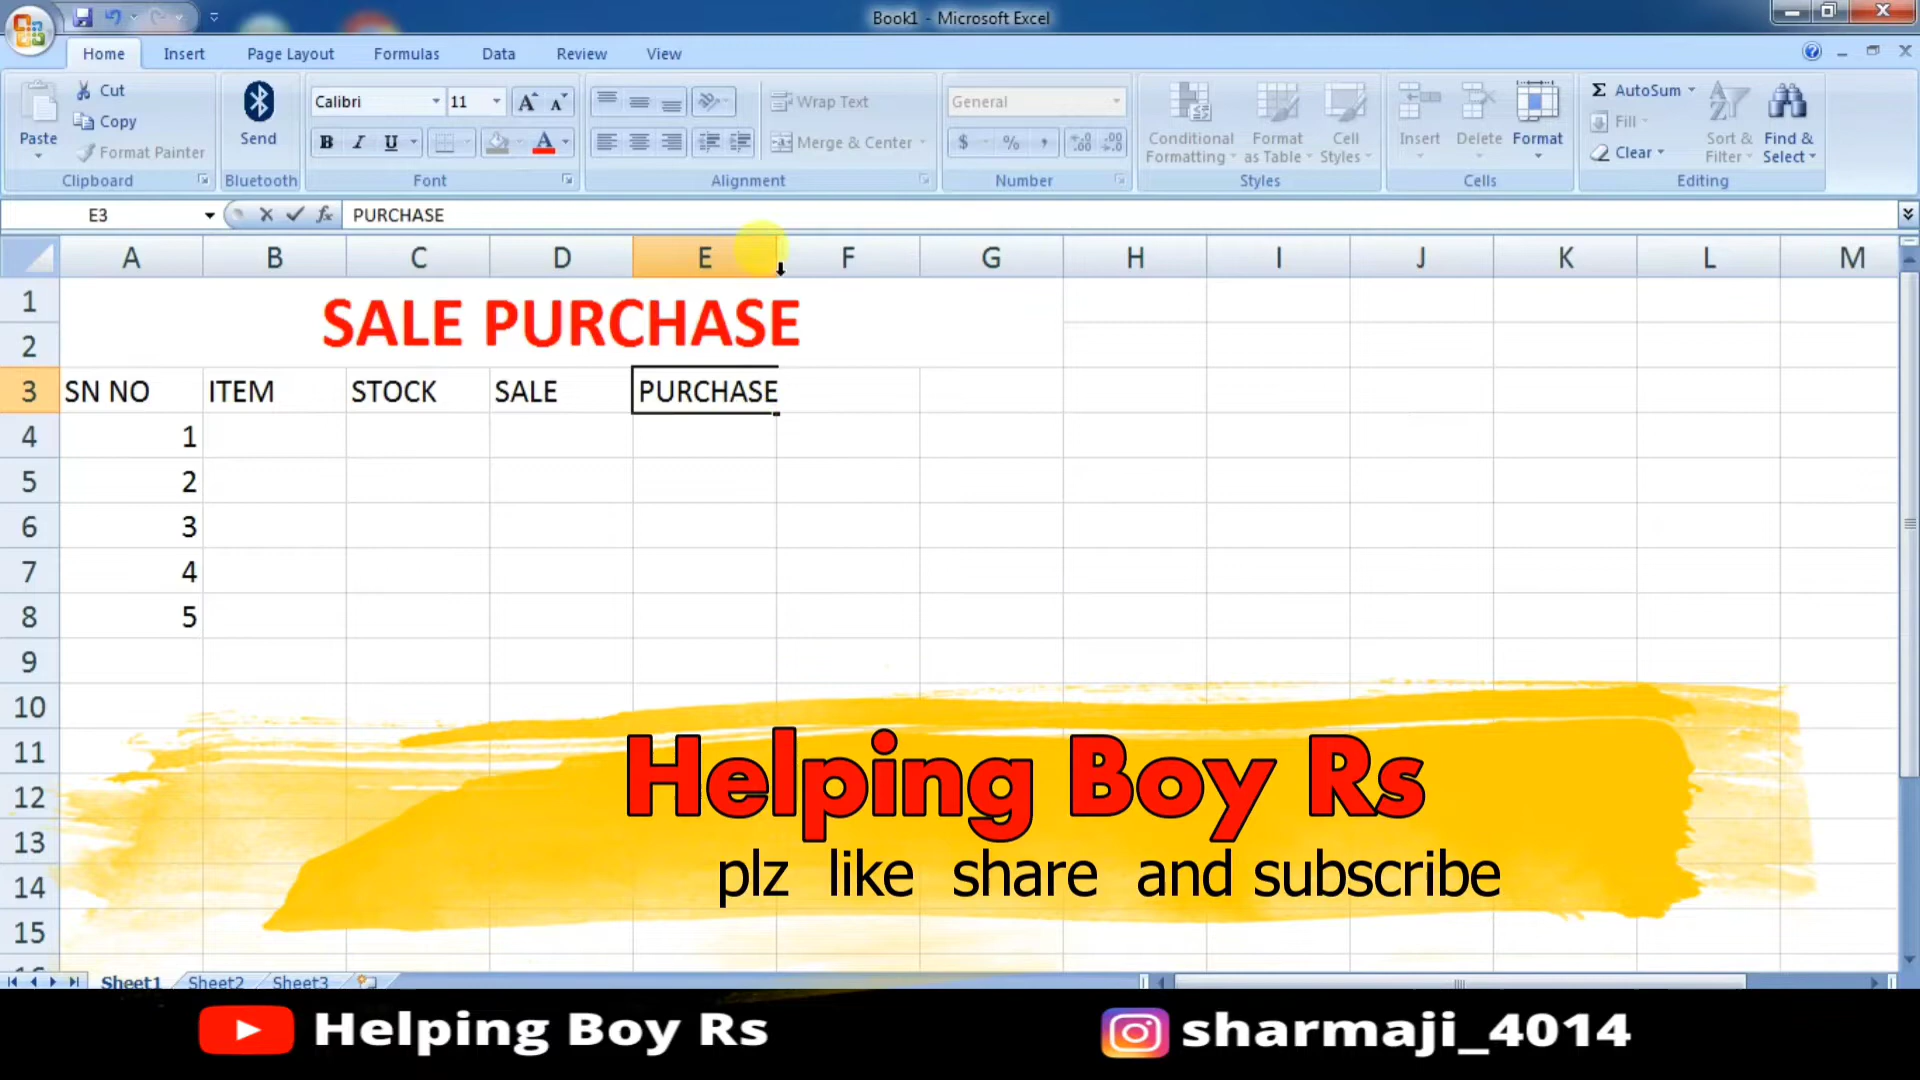 Book1 - Microsoft Excel
Home Insert Page Layout Formulas Data Review View
Cut
Copy
Format Painter
Paste
Clipboard
Send
Bluetooth
Calibri 11
B I U A
Font
Wrap Text
Merge & Center
Alignment
General
$ % ,
Number
Conditional Formatting
Format as Table
Cell Styles
Styles
Insert Delete Format
Cells
Σ AutoSum
Fill
Clear
Sort & Filter
Find & Select
Editing
E3 fx PURCHASE
A B C D E F G H I J K L M
1
SALE PURCHASE
2
3 SN NO ITEM STOCK SALE PURCHASE
4 1
5 2
6 3
7 4
8 5
9
10
11
12
13
14
15
Helping Boy Rs
plz like share and subscribe
Sheet1 Sheet2 Sheet3
Helping Boy Rs sharmaji_4014